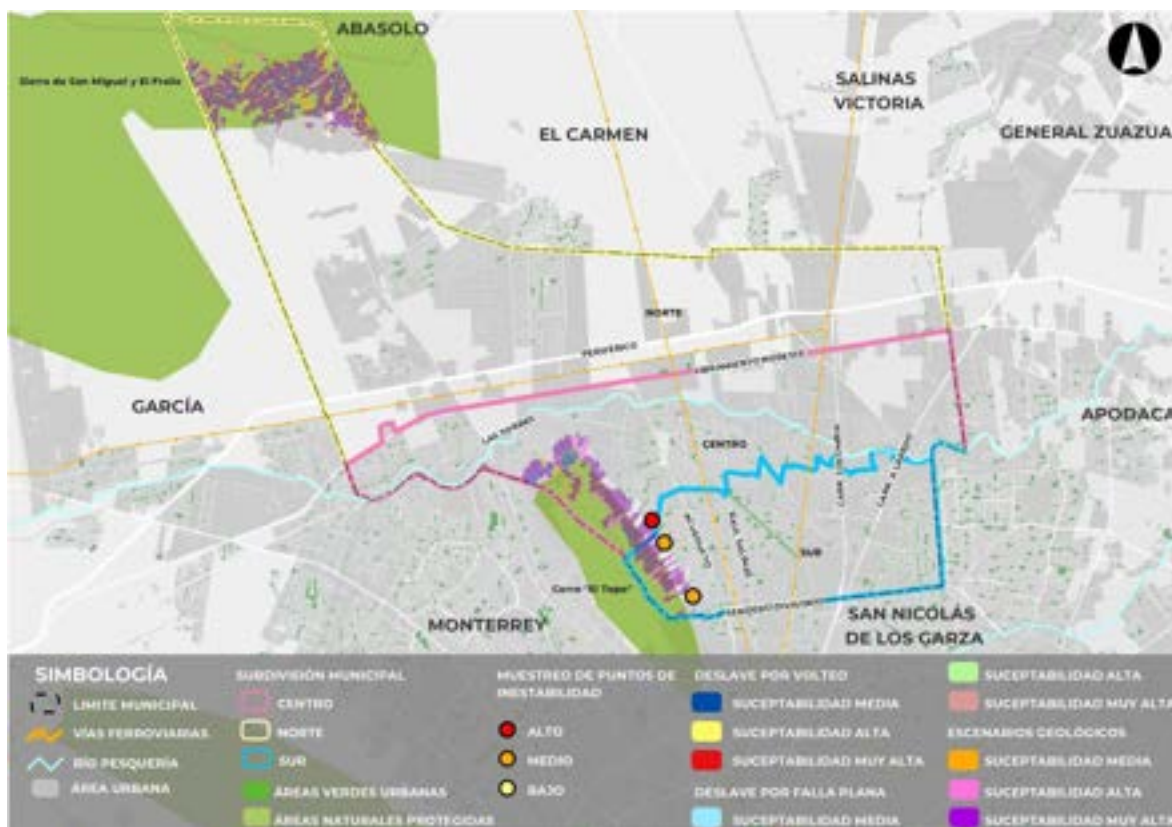 ABASOLO
Sierra de San Miguel y El Fraile
SALINAS
VICTORIA
EL CARMEN
GENERAL ZUAZUA
NORTE
PERIFÉRICO
GARCÍA
APODACA
LAS TORRES
CENTRO
SUR
Cerro "El Topo"
MONTERREY
SAN NICOLÁS
DE LOS GARZA
SIMBOLOGÍA
LÍMITE MUNICIPAL
VÍAS FERROVIARIAS
RÍO PESQUERÍA
ÁREA URBANA
SUBDIVISIÓN MUNICIPAL
CENTRO
NORTE
SUR
ÁREAS VERDES URBANAS
ÁREAS NATURALES PROTEGIDAS
MUESTREO DE PUNTOS DE
INESTABILIDAD
ALTO
MEDIO
BAJO
DESLAVE POR VOLTEO
SUCEPTABILIDAD MEDIA
SUCEPTABILIDAD ALTA
SUCEPTABILIDAD MUY ALTA
DESLAVE POR FALLA PLANA
SUCEPTABILIDAD MEDIA
SUCEPTABILIDAD ALTA
SUCEPTABILIDAD MUY ALTA
ESCENARIOS GEOLÓGICOS
SUCEPTABILIDAD MEDIA
SUCEPTABILIDAD ALTA
SUCEPTABILIDAD MUY ALTA